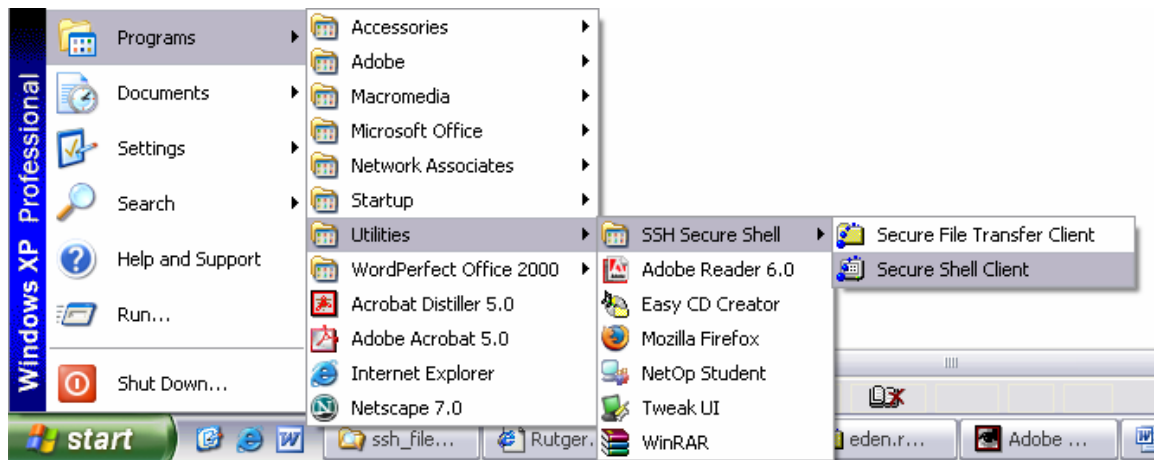 Windows XP Professional
Programs
Documents
Settings
Search
Help and Support
Run...
Shut Down...
Accessories
Adobe
Macromedia
Microsoft Office
Network Associates
Startup
Utilities
WordPerfect Office 2000
Acrobat Distiller 5.0
Adobe Acrobat 5.0
Internet Explorer
Netscape 7.0
SSH Secure Shell
Adobe Reader 6.0
Easy CD Creator
Mozilla Firefox
NetOp Student
Tweak UI
WinRAR
Secure File Transfer Client
Secure Shell Client
start
ssh_file...
Rutger.
eden.r...
Adobe ...